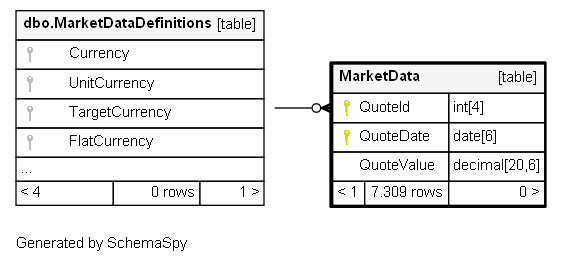 dbo.MarketDataDefinitions [table]
Currency
UnitCurrency
TargetCurrency
FlatCurrency
...
< 4 0 rows 1 >
MarketData [table]
QuoteId int[4]
QuoteDate date[6]
QuoteValue decimal[20,6]
< 1 7.309 rows 0 >
Generated by SchemaSpy